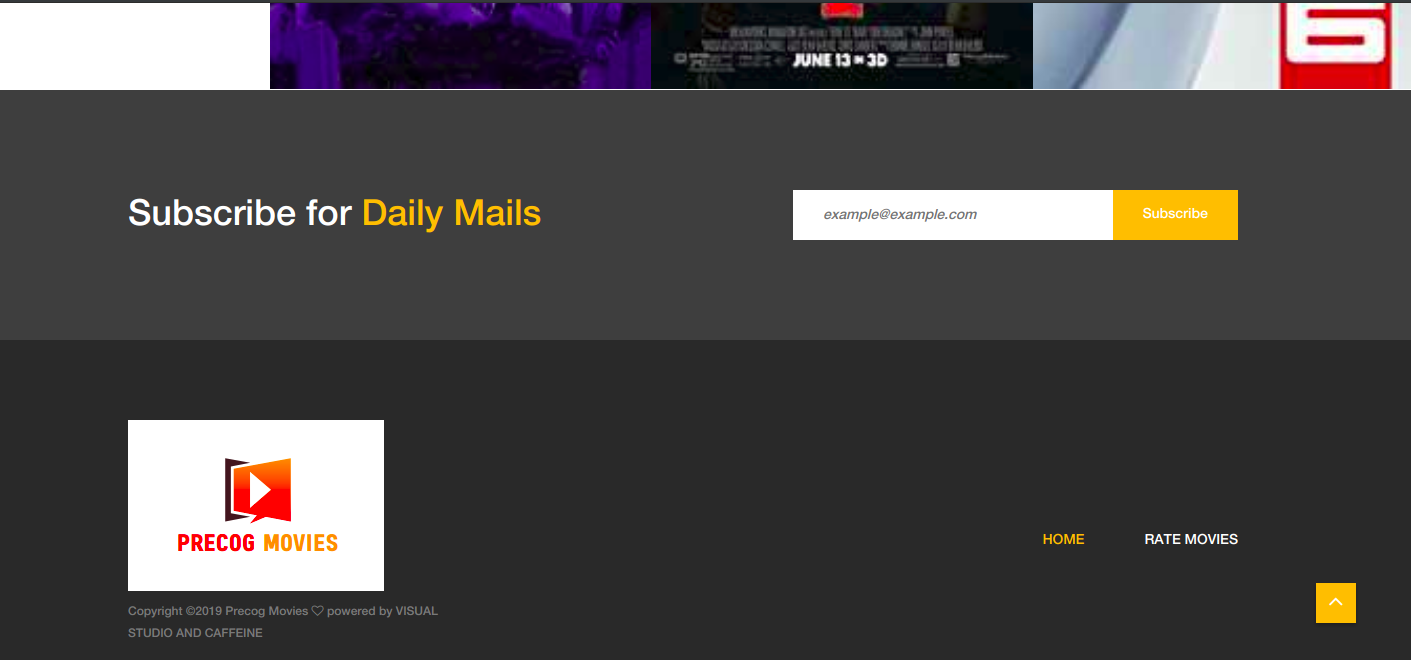 JUNE 13 IN 3D
Subscribe for Daily Mails
example@example.com
Subscribe
PRECOG MOVIES
HOME
RATE MOVIES
Copyright ©2019 Precog Movies ♡ powered by VISUAL
STUDIO AND CAFFEINE